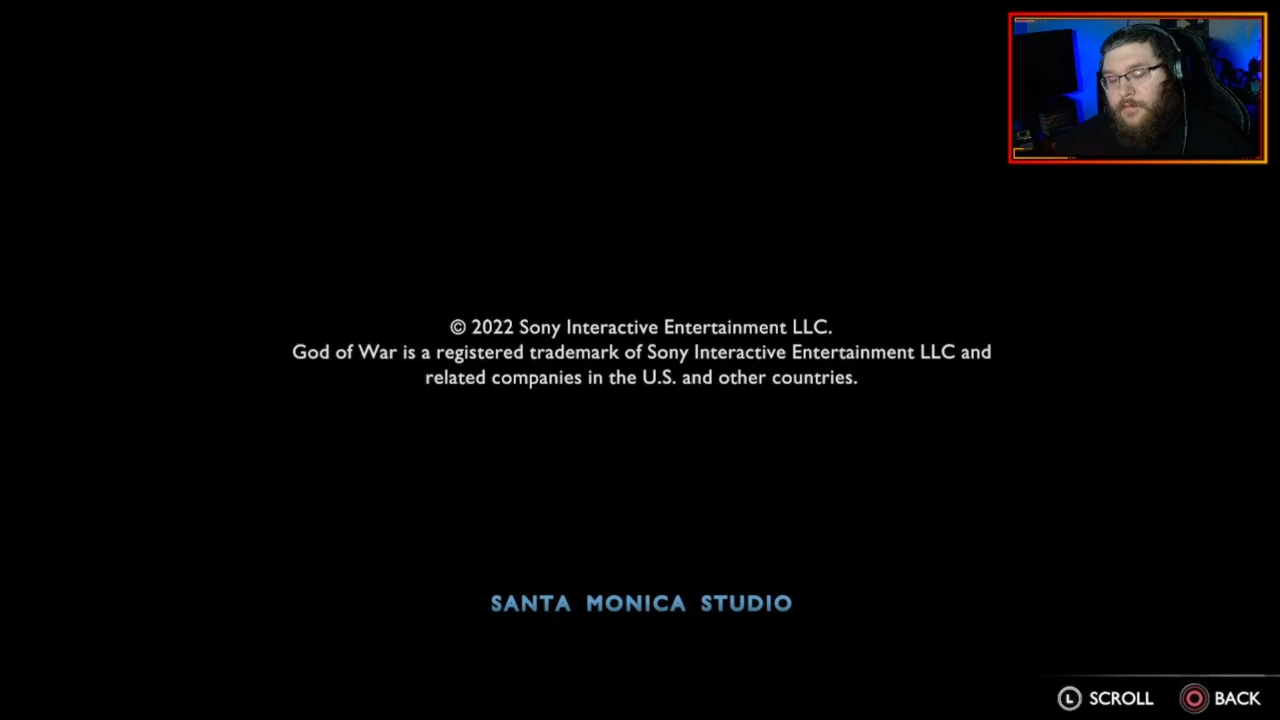 © 2022 Sony Interactive Entertainment LLC.
God of War is a registered trademark of Sony Interactive Entertainment LLC and
related companies in the U.S. and other countries.
SANTA MONICA STUDIO
L SCROLL BACK